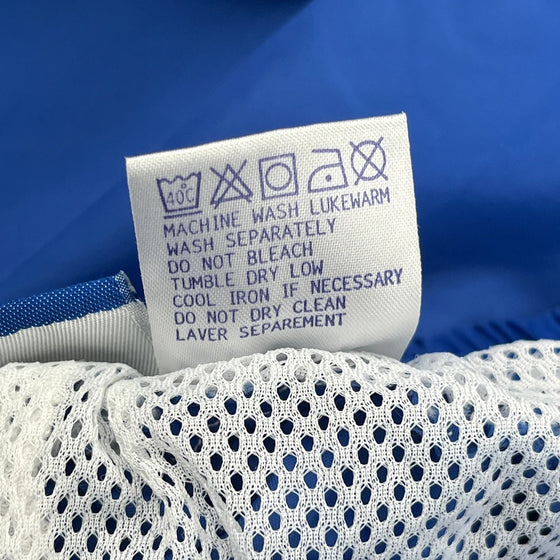 40°C
MACHINE WASH LUKEWARM
WASH SEPARATELY
DO NOT BLEACH
TUMBLE DRY LOW
COOL IRON IF NECESSARY
DO NOT DRY CLEAN
LAVER SEPAREMENT